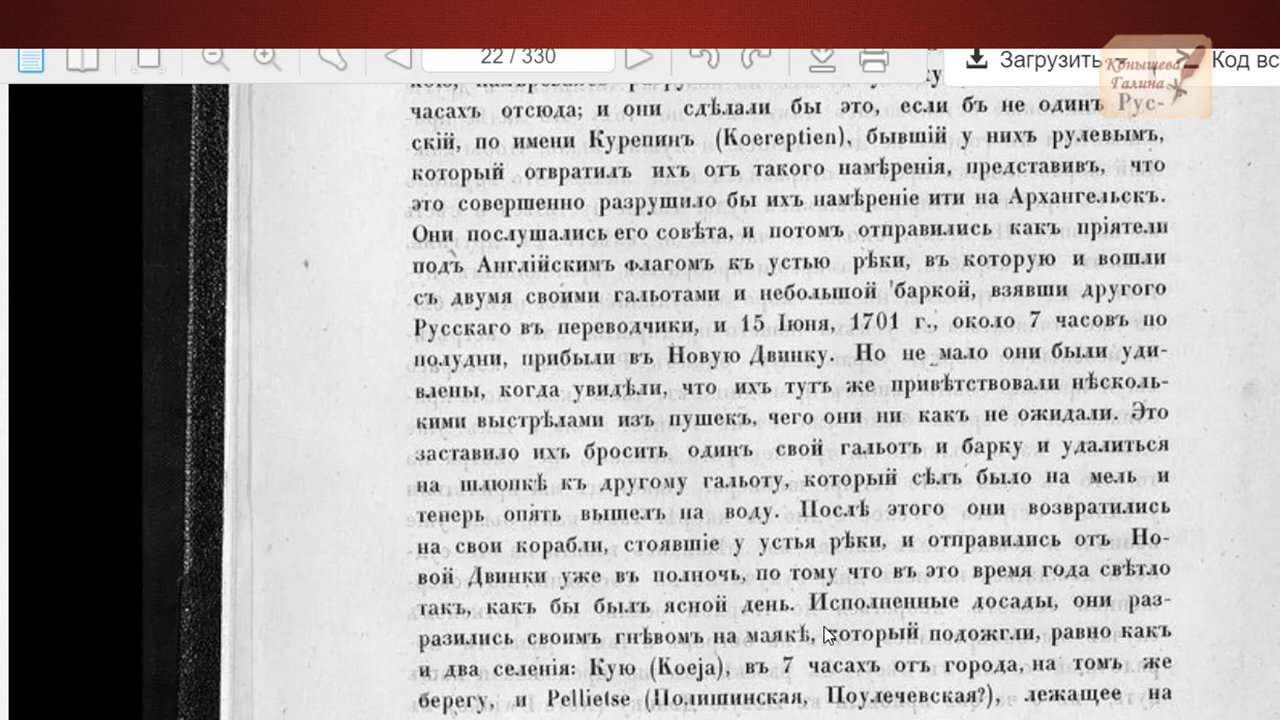 22 / 330
Загрузить
Код вс
Конышева
Галина
часахъ отсюда; и они сдѣлали бы это, если бъ не одинъ Рус-
скій, по имени Курепинъ (Koereptien), бывшій у нихъ рулевымъ,
который отвратилъ ихъ отъ такого намѣренія, представивъ, что
это совершенно разрушило бы ихъ намѣреніе ити на Архангельскъ.
Они послушались его совѣта, и потомъ отправились какъ пріятели
подъ Англійскимъ флагомъ къ устью рѣки, въ которую и вошли
съ двумя своими гальотами и небольшой баркой, взявши другого
Русскаго въ переводчики, и 15 Іюня, 1701 г., около 7 часовъ по
полудни, прибыли въ Новую Двинку. Но не мало они были уди-
влены, когда увидѣли, что ихъ тутъ же привѣтствовали нѣсколь-
кими выстрѣлами изъ пушекъ, чего они ни какъ не ожидали. Это
заставило ихъ бросить одинъ свой гальотъ и барку и удалиться
на шлюпкѣ къ другому гальоту, который сѣлъ было на мель и
теперь опять вышелъ на воду. Послѣ этого они возвратились
на свои корабли, стоявшіе у устья рѣки, и отправились отъ Но-
вой Двинки уже въ полночь, по тому что въ это время года свѣтло
такъ, какъ бы былъ ясной день. Исполненные досады, они раз-
разились своимъ гнѣвомъ на маякѣ, который подожгли, равно какъ
и два селенія: Кую (Koeja), въ 7 часахъ отъ города, на томъ же
берегу, и Pellietse (Полишинская, Поулечевская?), лежащее на